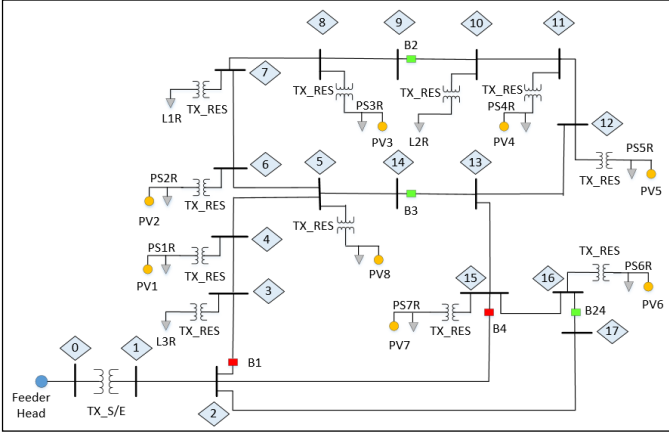 8 9 10 11
B2
7
TX_RES TX_RES TX_RES
TX_RES PS3R PS4R
L1R PV3 L2R PV4
12
6 5 14 13
PS5R
PS2R
TX_RES B3 TX_RES PV5
PV2 TX_RES
4 TX_RES
PS1R 15 16 PS6R
PV1 TX_RES PV8
3 PS7R
B24 PV6
L3R TX_RES PV7 TX_RES B4 17
0 1
B1
Feeder
Head
TX_S/E 2